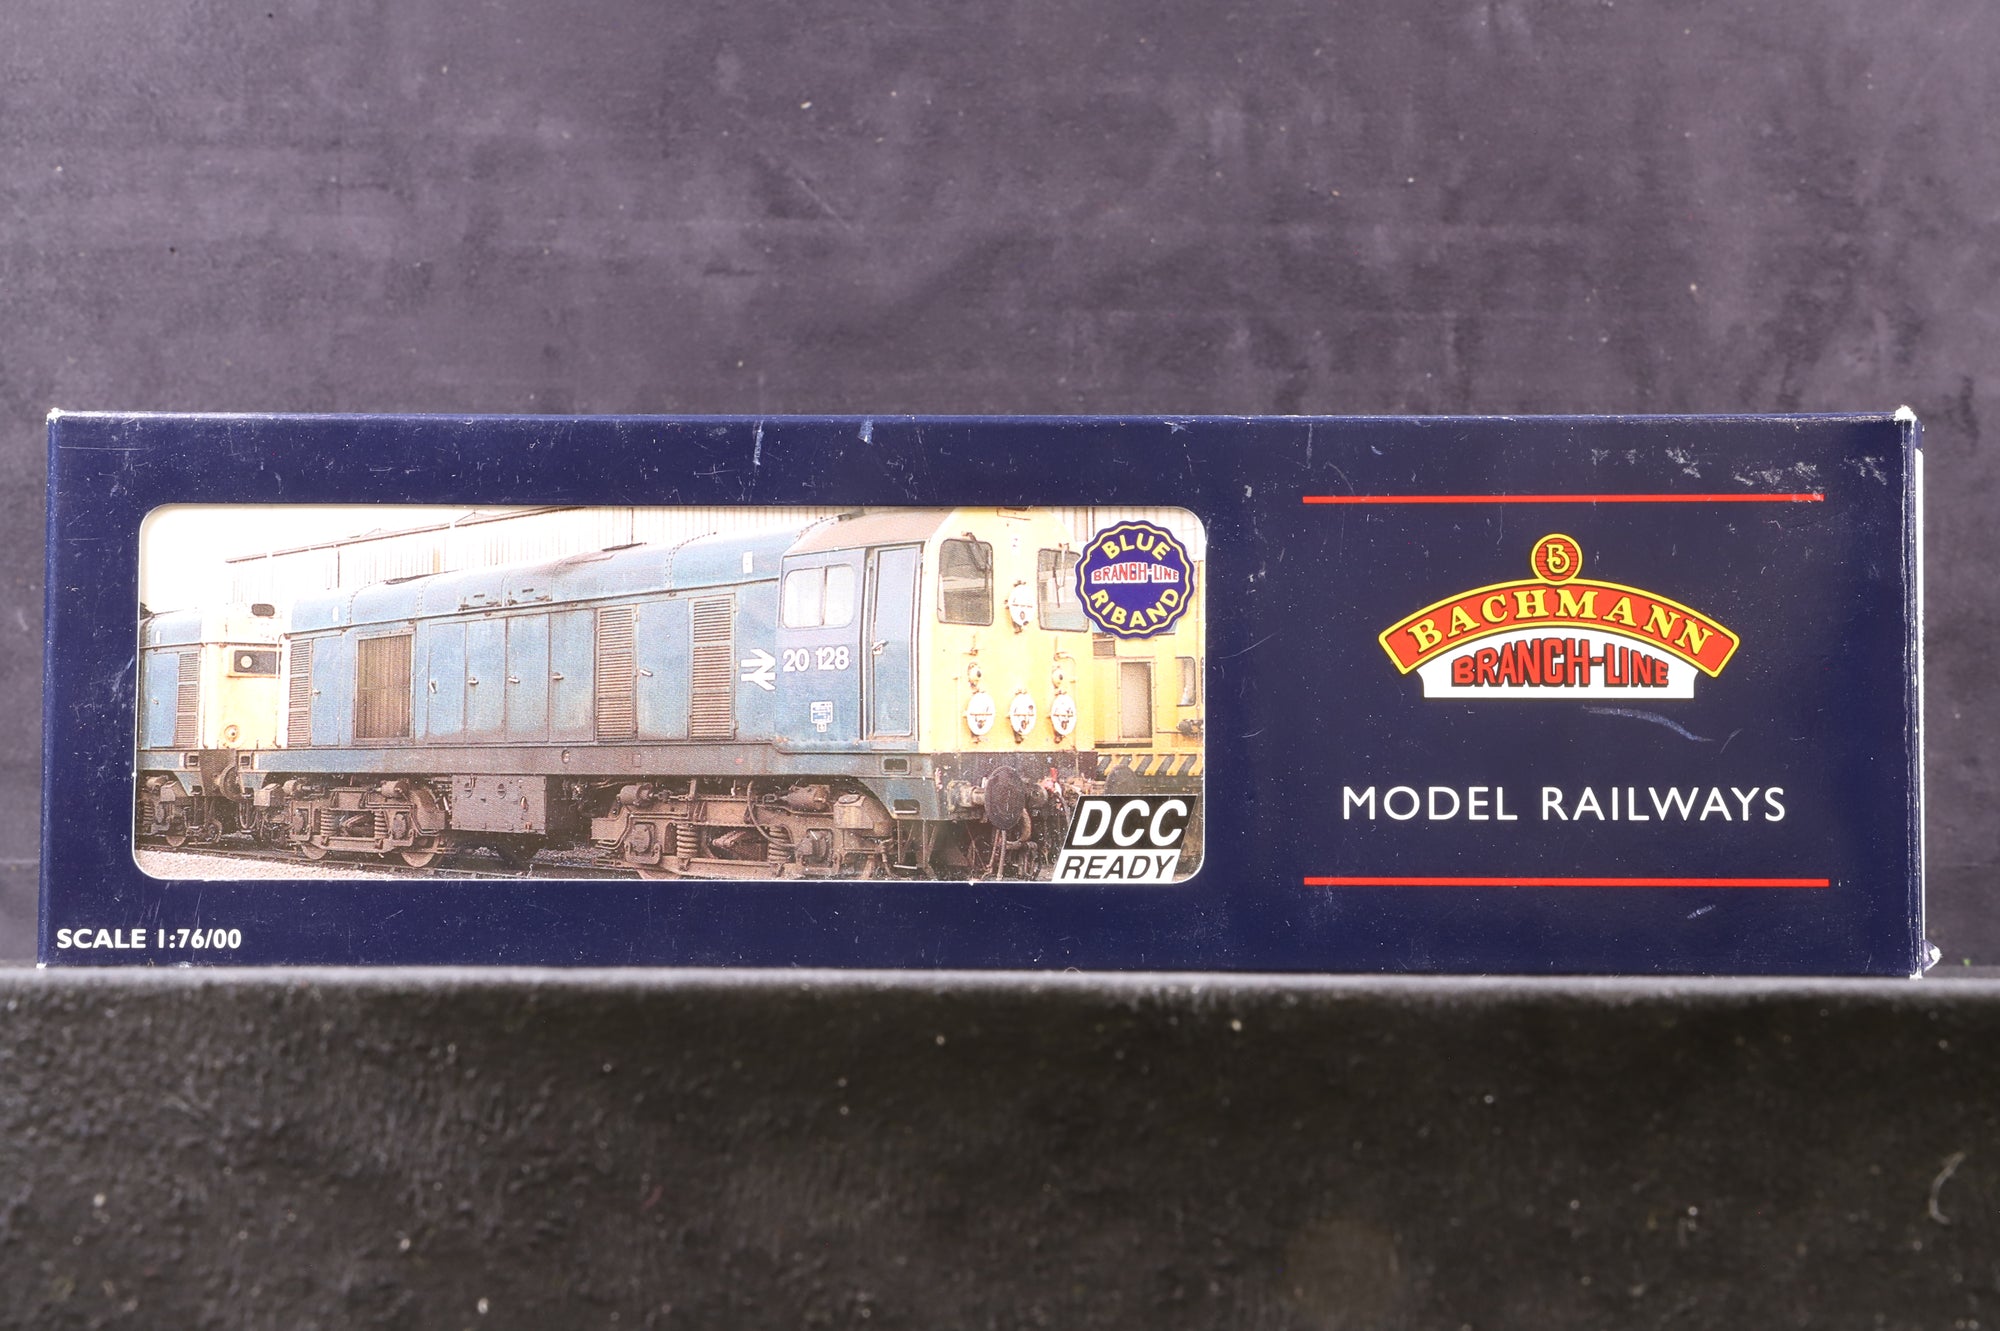 BLUE
BRANCH-LINE
RIBAND
20 128
DCC
READY
SCALE 1:76/00
B
BACHMANN
BRANCH-LINE
MODEL RAILWAYS